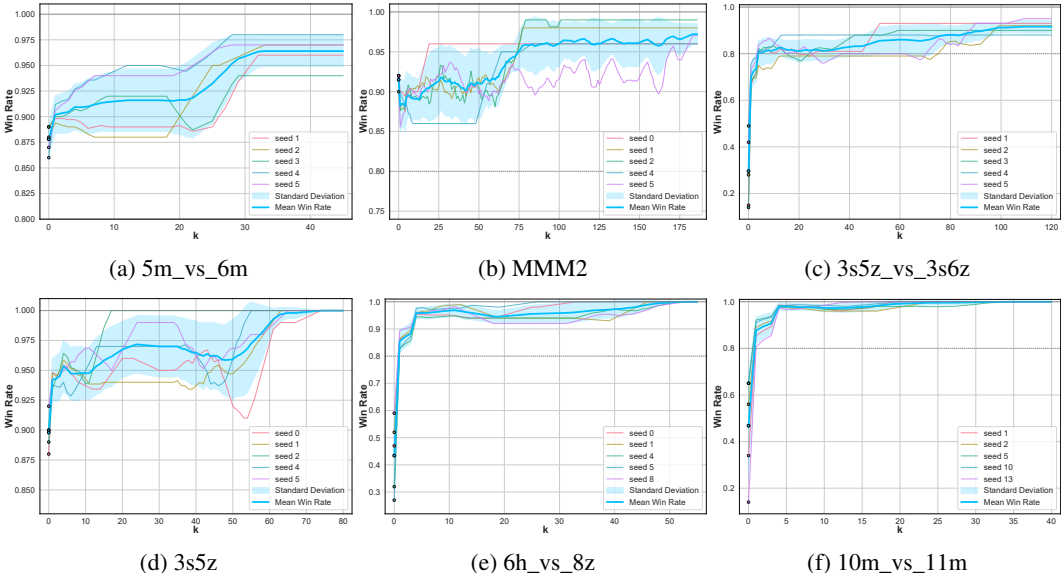 Win Rate
1.000
0.975
0.950
0.925
0.900
0.875
0.850
0.825
0.800
0 10 20 30 40
k
seed 1
seed 2
seed 3
seed 4
seed 5
Standard Deviation
Mean Win Rate
(a) 5m_vs_6m
Win Rate
1.00
0.95
0.90
0.85
0.80
0.75
0 25 50 75 100 125 150 175
k
seed 0
seed 1
seed 2
seed 4
seed 5
Standard Deviation
Mean Win Rate
(b) MMM2
Win Rate
1.0
0.8
0.6
0.4
0.2
0 20 40 60 80 100 120
k
seed 1
seed 2
seed 3
seed 4
seed 5
Standard Deviation
Mean Win Rate
(c) 3s5z_vs_3s6z
Win Rate
1.000
0.975
0.950
0.925
0.900
0.875
0.850
0 10 20 30 40 50 60 70 80
k
seed 0
seed 1
seed 2
seed 4
seed 5
Standard Deviation
Mean Win Rate
(d) 3s5z
Win Rate
1.0
0.9
0.8
0.7
0.6
0.5
0.4
0.3
0 10 20 30 40 50
k
seed 0
seed 1
seed 4
seed 5
seed 8
Standard Deviation
Mean Win Rate
(e) 6h_vs_8z
Win Rate
1.0
0.8
0.6
0.4
0.2
0 5 10 15 20 25 30 35 40
k
seed 1
seed 2
seed 5
seed 10
seed 13
Standard Deviation
Mean Win Rate
(f) 10m_vs_11m